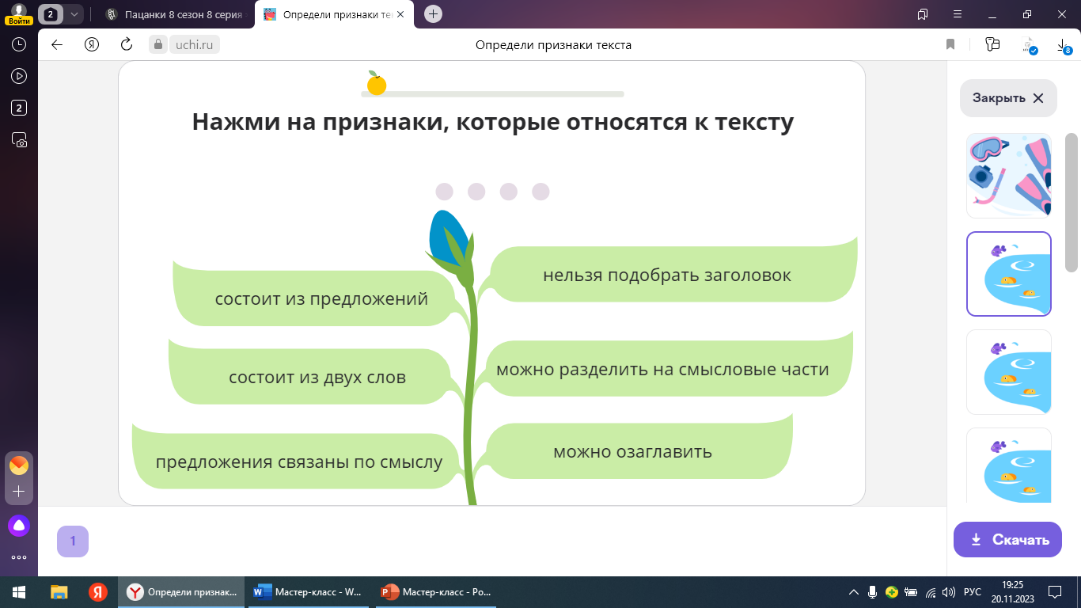 Войти
2
Пацанки 8 сезон 8 серия
Определи признаки те
uchi.ru
Определи признаки текста
8
2
Нажми на признаки, которые относятся к тексту
состоит из предложений
нельзя подобрать заголовок
состоит из двух слов
можно разделить на смысловые части
предложения связаны по смыслу
можно озаглавить
Закрыть
1
Скачать
Определи признак...
Мастер-класс - W...
Мастер-класс - Po...
РУС
19:25
20.11.2023